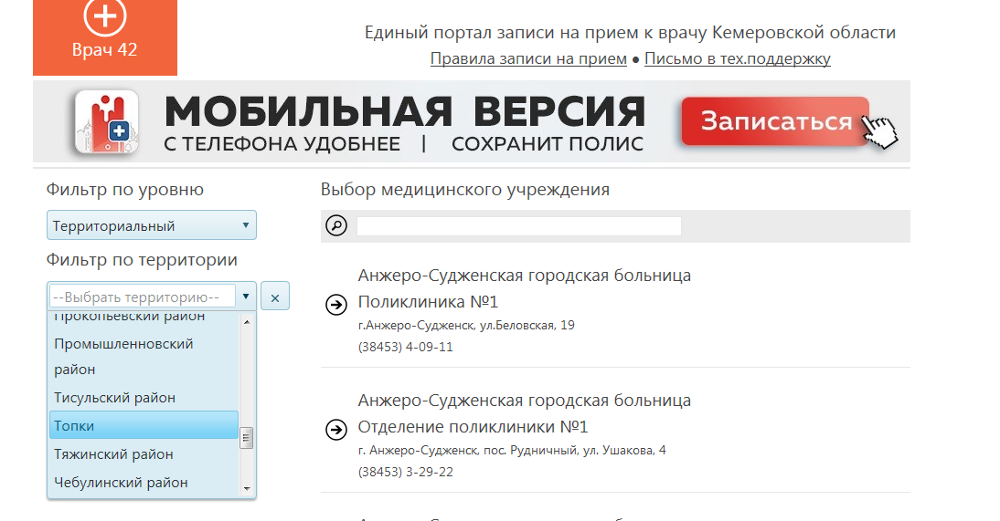 Врач 42
Единый портал записи на прием к врачу Кемеровской области
Правила записи на прием ● Письмо в тех.поддержку
МОБИЛЬНАЯ ВЕРСИЯ
С ТЕЛЕФОНА УДОБНЕЕ | СОХРАНИТ ПОЛИС
Записаться
Фильтр по уровню
Территориальный
Фильтр по территории
--Выбрать территорию--
Прокопьевский район
Промышленновский
район
Тисульский район
Топки
Тяжинский район
Чебулинский район
Выбор медицинского учреждения
Анжеро-Судженская городская больница
Поликлиника №1
г.Анжеро-Судженск, ул.Беловская, 19
(38453) 4-09-11
Анжеро-Судженская городская больница
Отделение поликлиники №1
г. Анжеро-Судженск, пос. Рудничный, ул. Ушакова, 4
(38453) 3-29-22